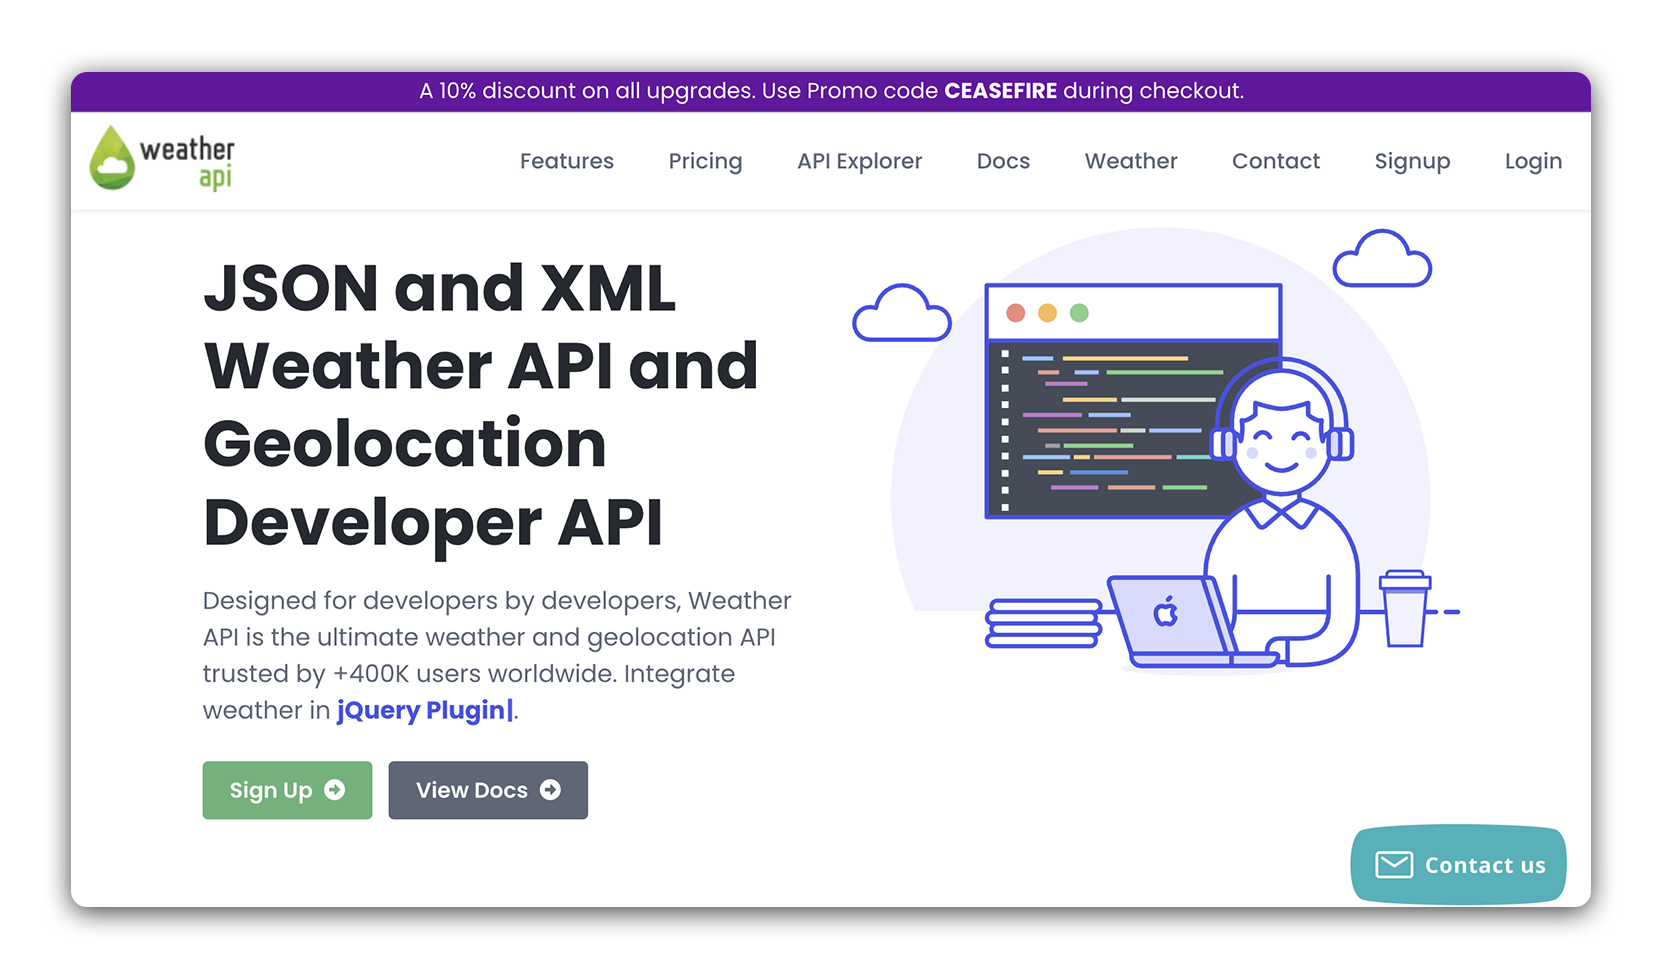 A 10% discount on all upgrades. Use Promo code CEASEFIRE during checkout.
weather
api
Features
Pricing
API Explorer
Docs
Weather
Contact
Signup
Login
JSON and XML
Weather API and
Geolocation
Developer API
Designed for developers by developers, Weather
API is the ultimate weather and geolocation API
trusted by +400K users worldwide. Integrate
weather in jQuery Plugin|.
Sign Up
View Docs
Contact us